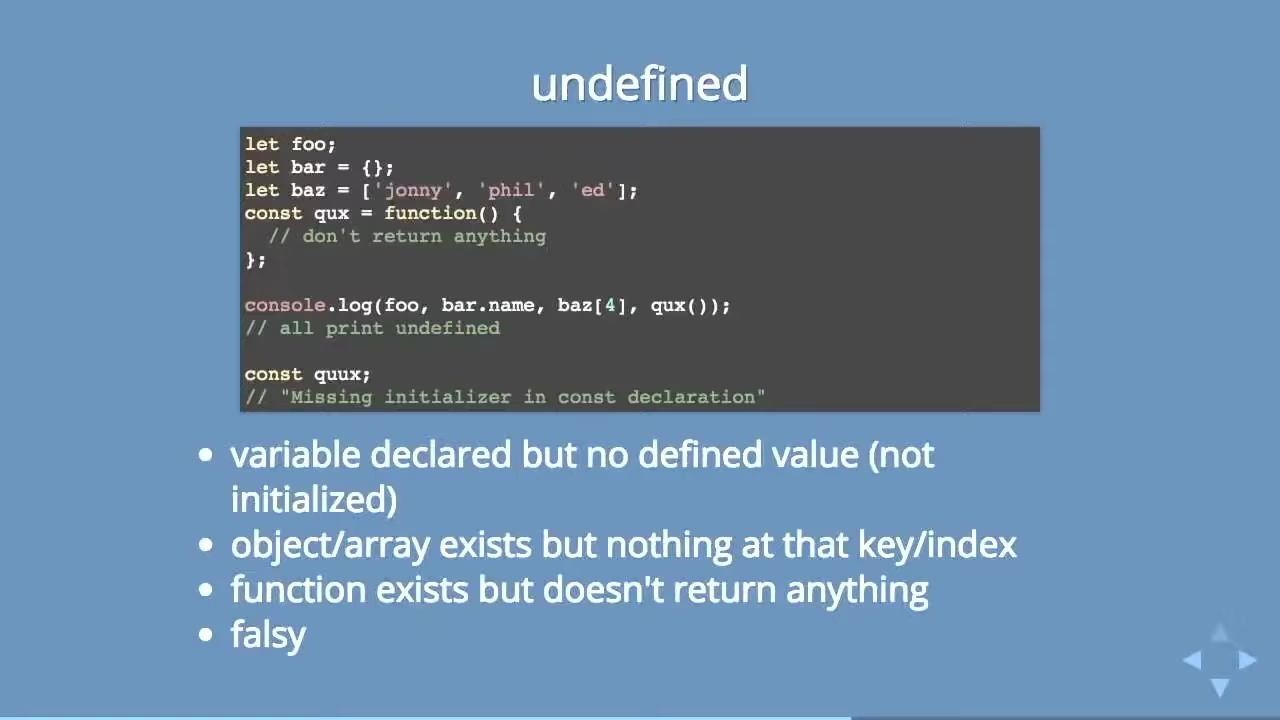 undefined
let foo;
let bar = {};
let baz = ['jonny', 'phil', 'ed'];
const qux = function() {
  // don't return anything
};
console.log(foo, bar.name, baz[4], qux());
// all print undefined
const quux;
// "Missing initializer in const declaration"
• variable declared but no defined value (not
initialized)
• object/array exists but nothing at that key/index
• function exists but doesn't return anything
• falsy